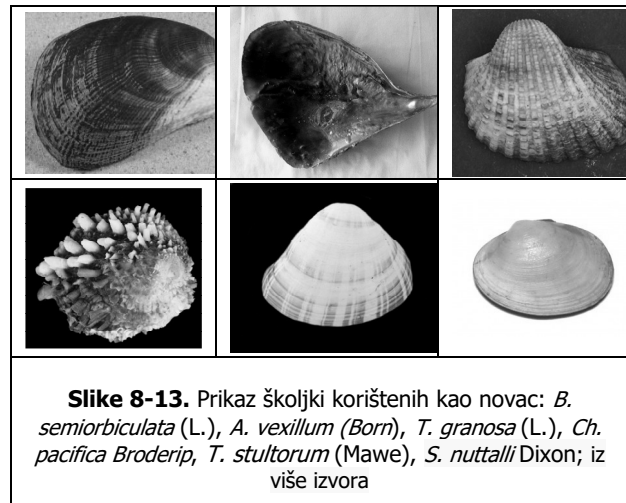 Slike 8-13. Prikaz školjki korištenih kao novac: B.
semiorbiculata (L.), A. vexillum (Born), T. granosa (L.), Ch.
pacifica Broderip, T. stultorum (Mawe), S. nuttalli Dixon; iz
više izvora